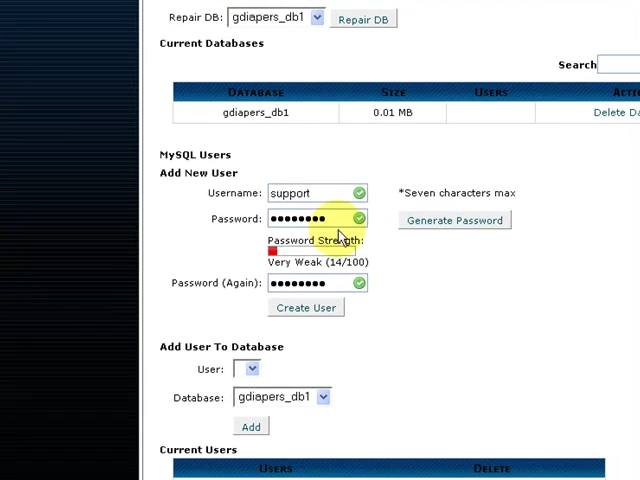 Repair DB: gdiapers_db1 Repair DB
Current Databases
Search
DATABASE SIZE USERS
gdiapers_db1 0.01 MB Delete
MySQL Users
Add New User
Username: support *Seven characters max
Password: Generate Password
Password Strength:
Very Weak (14/100)
Password (Again):
Create User
Add User To Database
User:
Database: gdiapers_db1
Add
Current Users
USERS DELETE